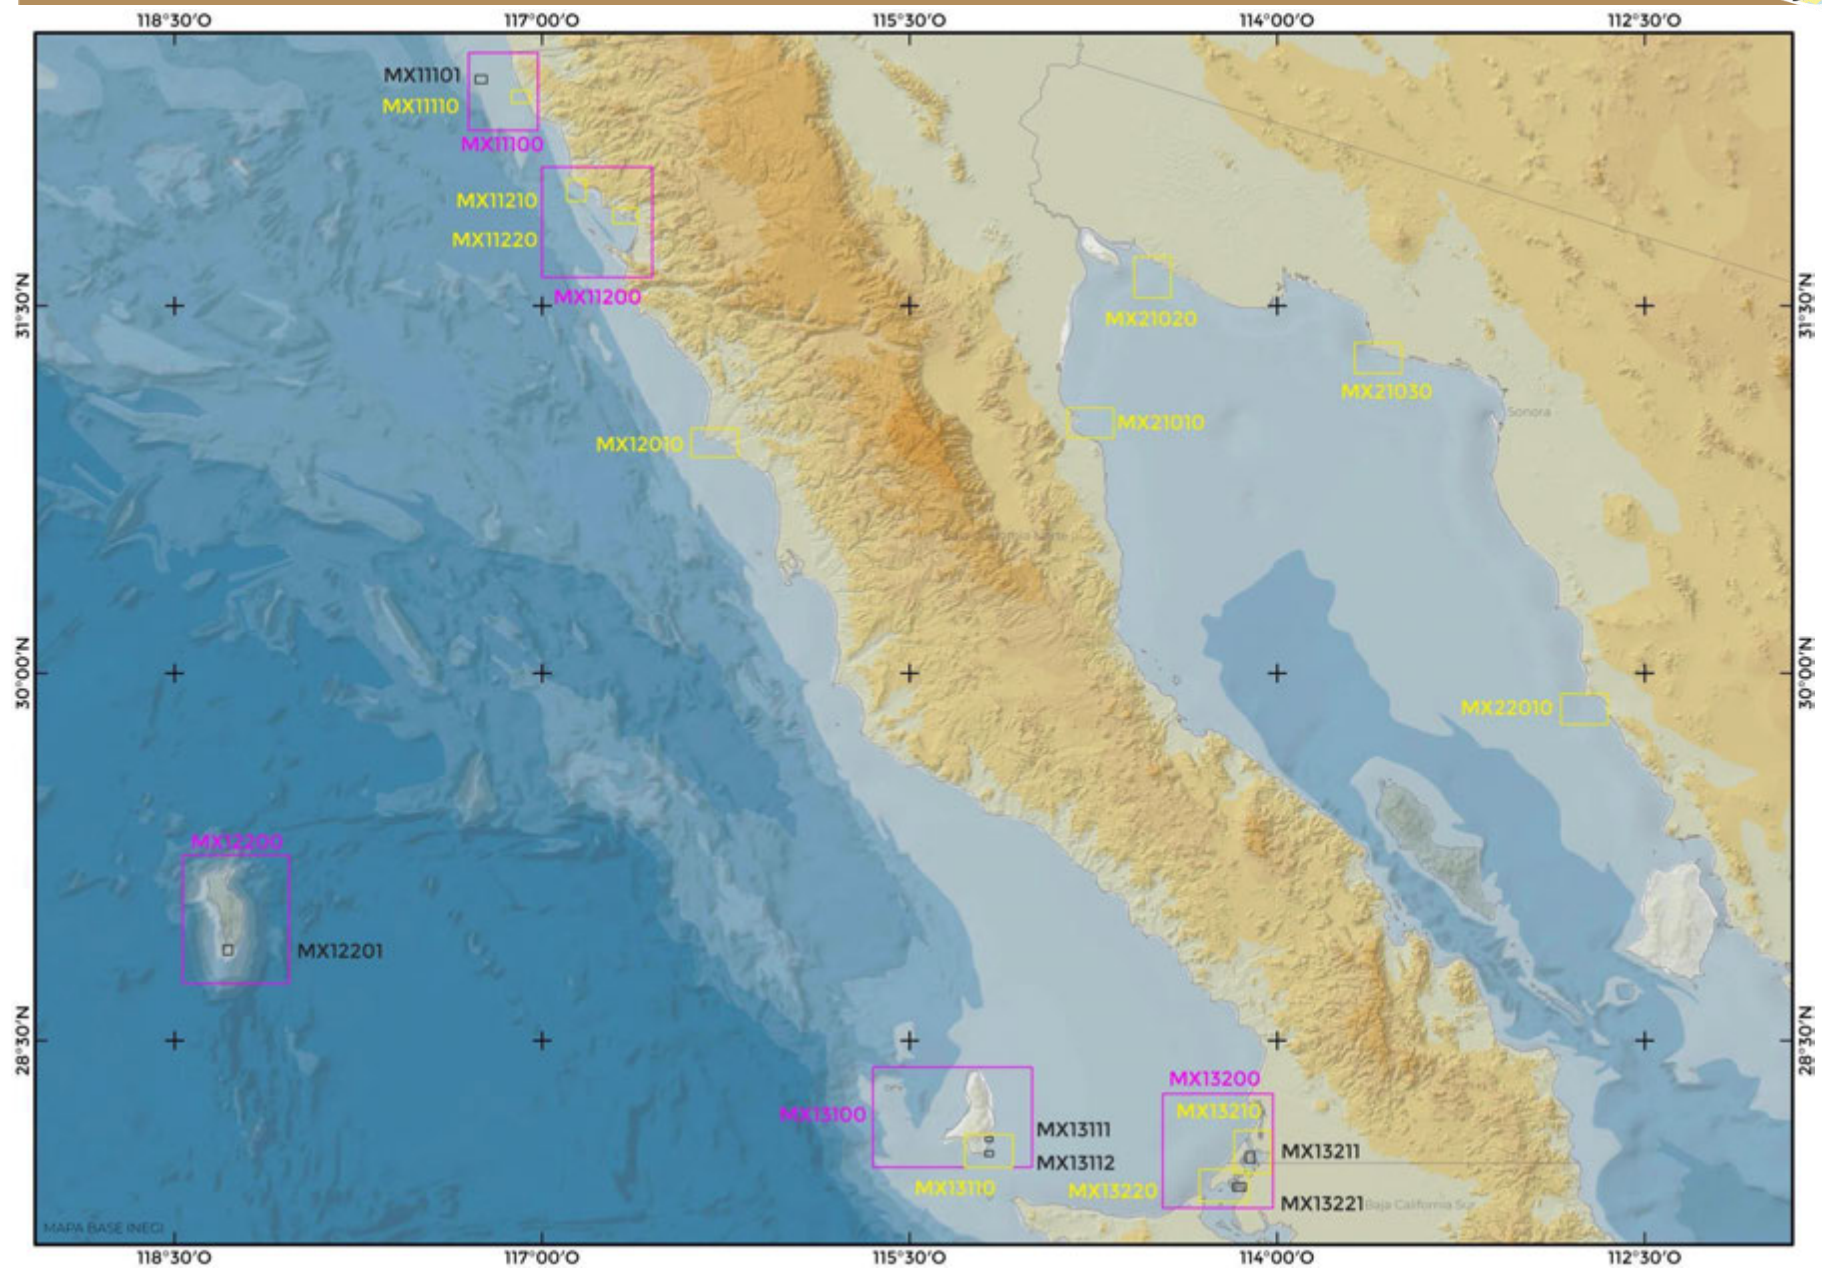 118°30'O 117°00'O 115°30'O 114°00'O 112°30'O
MX11101
MX11110
MX11100
MX11210
MX11220
MX11200
31°30'N
31°30'N
MX21020
MX21030
Sonora
MX21010
MX12010
30°00'N
30°00'N
MX22010
MX12200
MX12201
28°30'N
28°30'N
MX13100
MX13111
MX13112
MX13110
MX13200
MX13210
MX13211
MX13220
MX13221
Baja California Sur
MAPA BASE INEGI
118°30'O 117°00'O 115°30'O 114°00'O 112°30'O